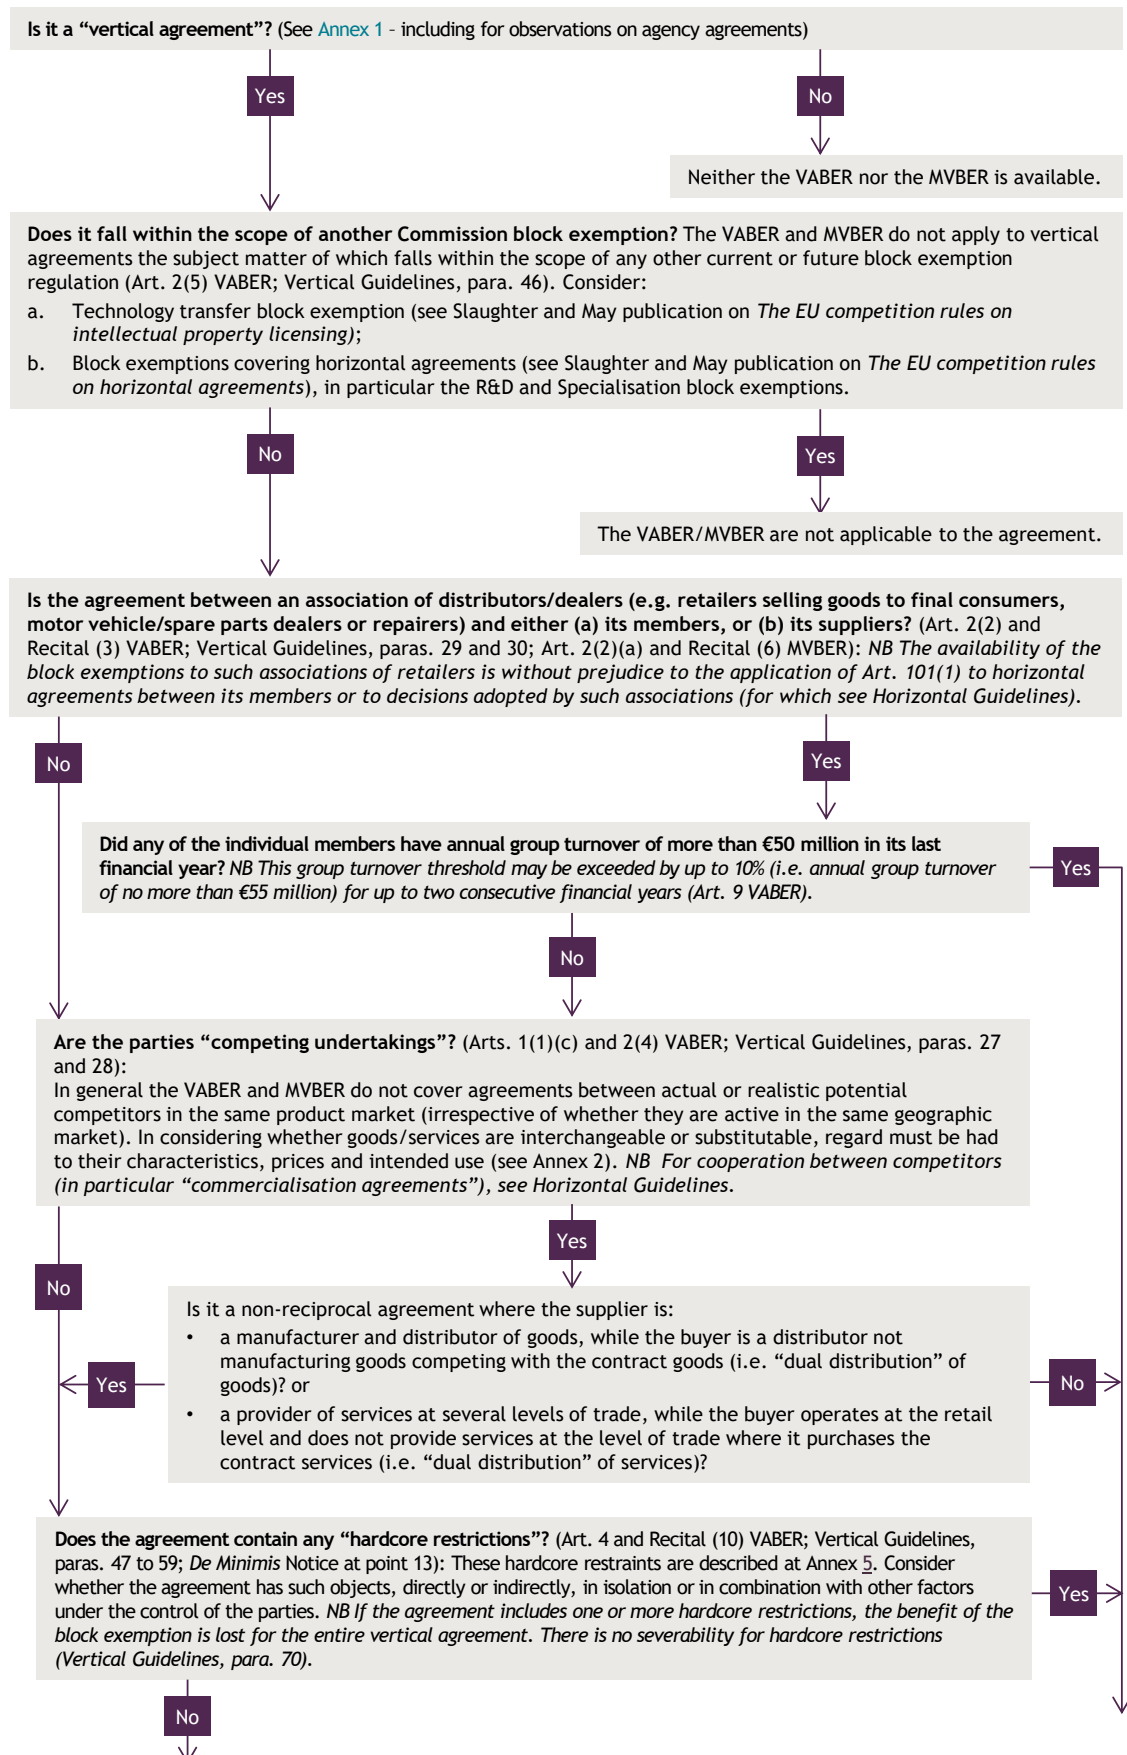 Is it a “vertical agreement”? (See Annex 1 – including for observations on agency agreements)
Yes
No
Neither the VABER nor the MVBER is available.
Does it fall within the scope of another Commission block exemption? The VABER and MVBER do not apply to vertical
agreements the subject matter of which falls within the scope of any other current or future block exemption
regulation (Art. 2(5) VABER; Vertical Guidelines, para. 46). Consider:
a. Technology transfer block exemption (see Slaughter and May publication on The EU competition rules on
intellectual property licensing);
b. Block exemptions covering horizontal agreements (see Slaughter and May publication on The EU competition rules
on horizontal agreements), in particular the R&D and Specialisation block exemptions.
No
Yes
The VABER/MVBER are not applicable to the agreement.
Is the agreement between an association of distributors/dealers (e.g. retailers selling goods to final consumers,
motor vehicle/spare parts dealers or repairers) and either (a) its members, or (b) its suppliers? (Art. 2(2) and
Recital (3) VABER; Vertical Guidelines, paras. 29 and 30; Art. 2(2)(a) and Recital (6) MVBER): NB The availability of the
block exemptions to such associations of retailers is without prejudice to the application of Art. 101(1) to horizontal
agreements between its members or to decisions adopted by such associations (for which see Horizontal Guidelines).
No
Yes
Did any of the individual members have annual group turnover of more than €50 million in its last
financial year? NB This group turnover threshold may be exceeded by up to 10% (i.e. annual group turnover
of no more than €55 million) for up to two consecutive financial years (Art. 9 VABER).
Yes
No
Are the parties “competing undertakings”? (Arts. 1(1)(c) and 2(4) VABER; Vertical Guidelines, paras. 27
and 28):
In general the VABER and MVBER do not cover agreements between actual or realistic potential
competitors in the same product market (irrespective of whether they are active in the same geographic
market). In considering whether goods/services are interchangeable or substitutable, regard must be had
to their characteristics, prices and intended use (see Annex 2). NB For cooperation between competitors
(in particular “commercialisation agreements”), see Horizontal Guidelines.
Yes
No
Is it a non-reciprocal agreement where the supplier is:
• a manufacturer and distributor of goods, while the buyer is a distributor not
manufacturing goods competing with the contract goods (i.e. “dual distribution” of
goods)? or
• a provider of services at several levels of trade, while the buyer operates at the retail
level and does not provide services at the level of trade where it purchases the
contract services (i.e. “dual distribution” of services)?
Yes
No
Does the agreement contain any “hardcore restrictions”? (Art. 4 and Recital (10) VABER; Vertical Guidelines,
paras. 47 to 59; De Minimis Notice at point 13): These hardcore restraints are described at Annex 5. Consider
whether the agreement has such objects, directly or indirectly, in isolation or in combination with other factors
under the control of the parties. NB If the agreement includes one or more hardcore restrictions, the benefit of the
block exemption is lost for the entire vertical agreement. There is no severability for hardcore restrictions
(Vertical Guidelines, para. 70).
Yes
No